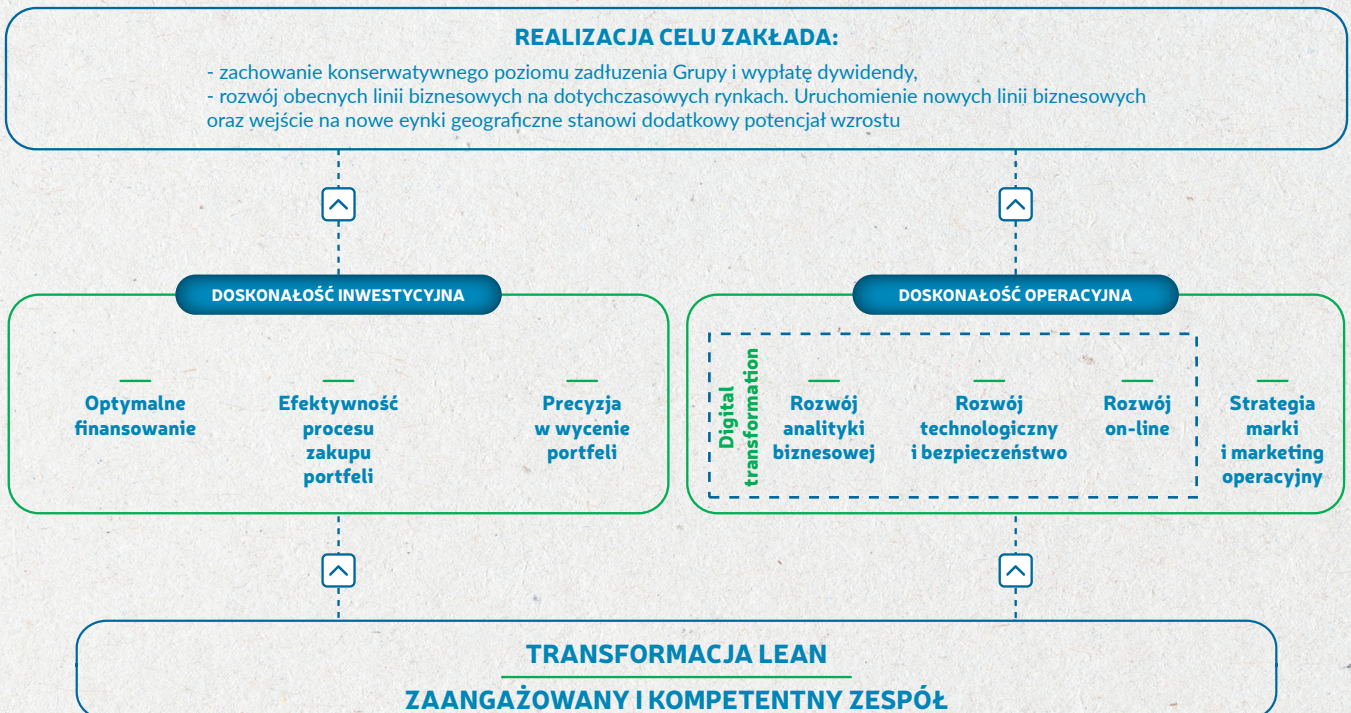 REALIZACJA CELU ZAKŁADA:
- zachowanie konserwatywnego poziomu zadłuzenia Grupy i wypłatę dywidendy,
- rozwój obecnych linii biznesowych na dotychczasowych rynkach. Uruchomienie nowych linii biznesowych
oraz wejście na nowe eynki geograficzne stanowi dodatkowy potencjał wzrostu
DOSKONAŁOŚĆ INWESTYCYJNA
Optymalne
finansowanie
Efektywność
procesu
zakupu
portfeli
Precyzja
w wycenie
portfeli
DOSKONAŁOŚĆ OPERACYJNA
Digital
transformation
Rozwój
analityki
biznesowej
Rozwój
technologiczny
i bezpieczeństwo
Rozwój
on-line
Strategia
marki
i marketing
operacyjny
TRANSFORMACJA LEAN
ZAANGAŻOWANY I KOMPETENTNY ZESPÓŁ